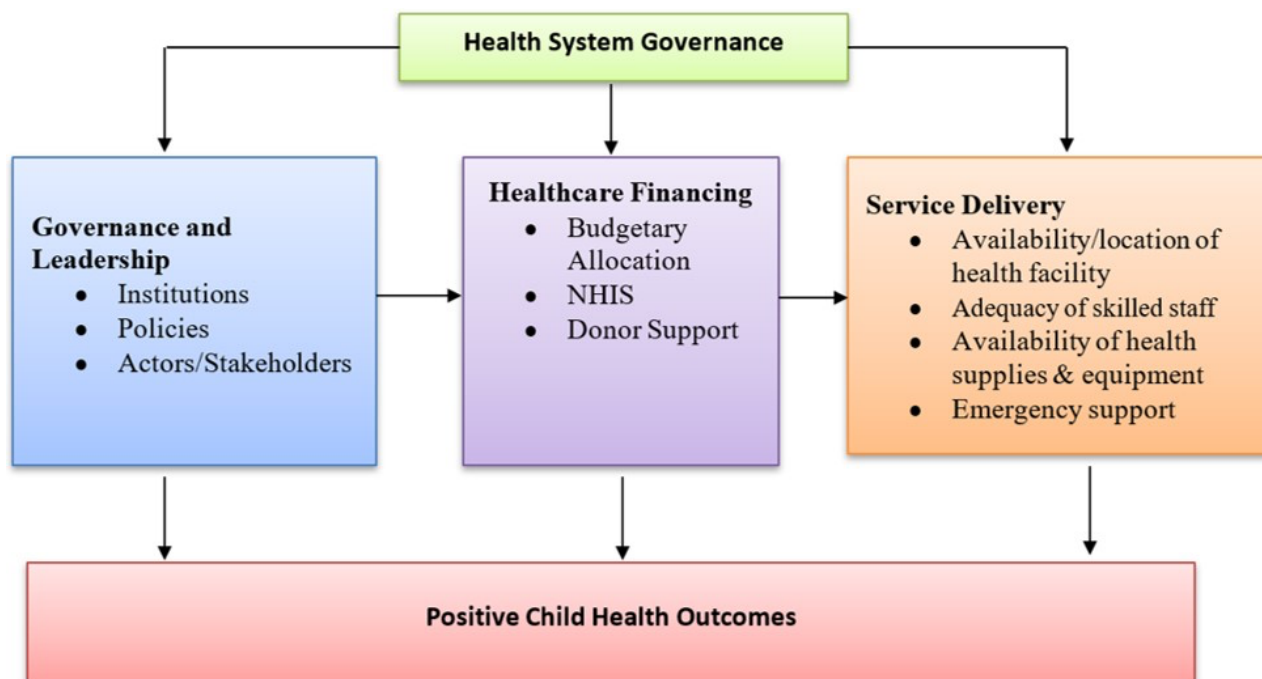 Health System Governance
Governance and
Leadership
● Institutions
● Policies
● Actors/Stakeholders
Healthcare Financing
● Budgetary
Allocation
● NHIS
● Donor Support
Service Delivery
● Availability/location of
health facility
● Adequacy of skilled staff
● Availability of health
supplies & equipment
● Emergency support
Positive Child Health Outcomes